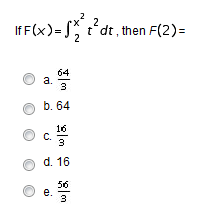 If F(x)=∫₂^{x²} t² dt, then F(2)=
a. 64/3
b. 64
c. 16/3
d. 16
e. 56/3